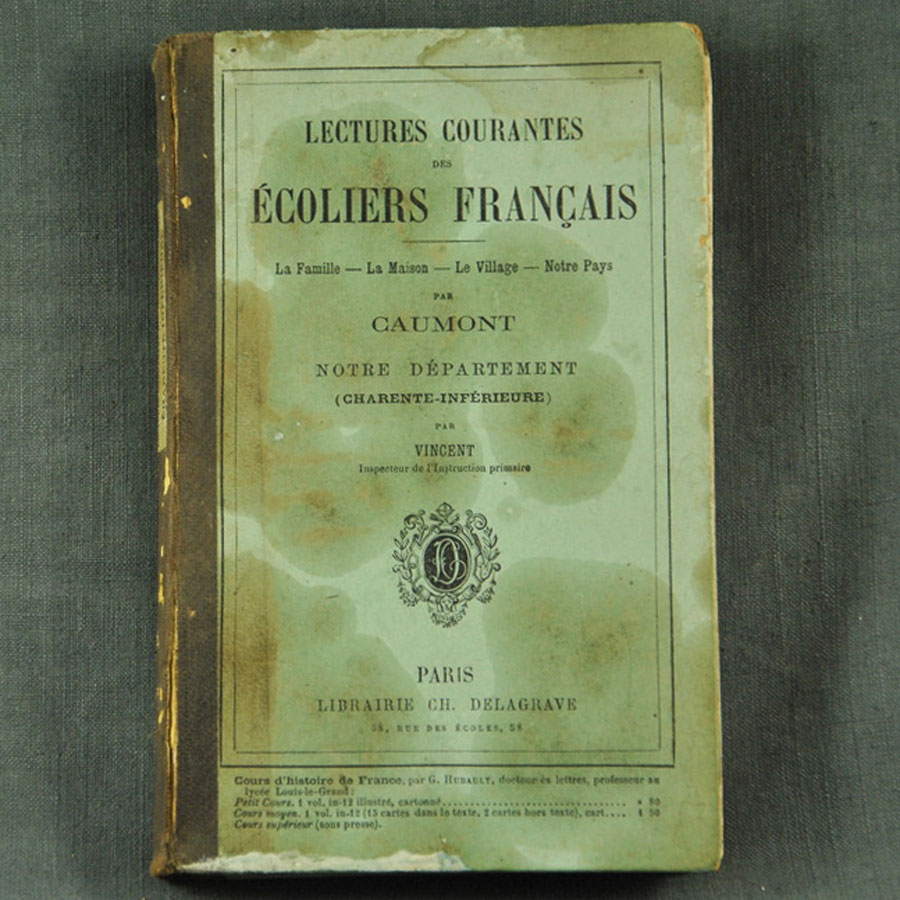 LECTURES COURANTES
DES
ÉCOLIERS FRANÇAIS
La Famille — La Maison — Le Village — Notre Pays
PAR
CAUMONT
NOTRE DÉPARTEMENT
(CHARENTE-INFÉRIEURE)
PAR
VINCENT
Inspecteur de l'Instruction primaire
PARIS
LIBRAIRIE CH. DELAGRAVE
58, RUE DES ÉCOLES, 58
Cours d'histoire de France, par G. HUBAULT, docteur ès lettres, professeur au
lycée Louis-le-Grand:
Petit Cours. 1 vol. in-12 illustré, cartonné. . . . . . . . . . . . . . . . . . . . » 80
Cours moyen. 1 vol. in-12 (15 cartes dans le texte, 2 cartes hors texte), cart.... 1 50
Cours supérieur (sous presse).